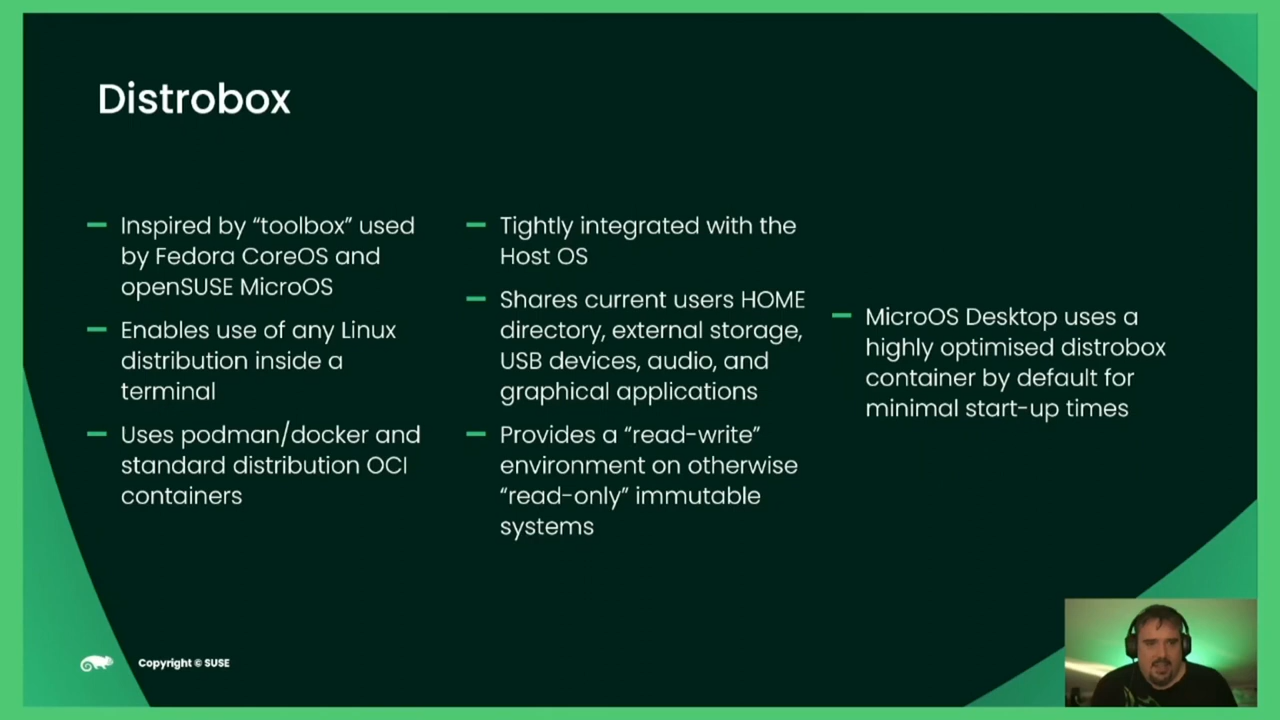 Distrobox
Inspired by “toolbox” used
by Fedora CoreOS and
openSUSE MicroOS
Enables use of any Linux
distribution inside a
terminal
Uses podman/docker and
standard distribution OCI
containers
Tightly integrated with the
Host OS
Shares current users HOME
directory, external storage,
USB devices, audio, and
graphical applications
Provides a “read-write”
environment on otherwise
“read-only” immutable
systems
MicroOS Desktop uses a
highly optimised distrobox
container by default for
minimal start-up times
Copyright © SUSE